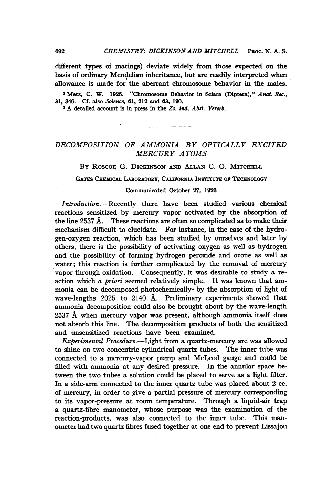 692 CHEMISTRY: DICKINSON AND MITCHELL PROC. N. A. S.
different types of matings) deviate widely from those expected on the
basis of ordinary Mendelian inheritance, but are readily interpreted when
allowance is made for the aberrant chromosome behavior in the males.
Metz, C. W. 1925. "Chromosome Behavior in Sciara (Diptera)," Anat. Rec.,
31, 346. Cf. also Science, 61, 212 and 63, 190.
A detailed account is in press in the Zs. ind. Abst. Vererb.
DECOMPOSITION OF AMMONIA BY OPTICALLY EXCITED
MERCURY ATOMS
BY ROSCOE G. DICKINSON AND ALLAN C. G. MITCHELL
GATES CHEMICAL LABORATORY, CALIFORNIA INSTITUTE OF TECHNOLOGY
Communicated October 27, 1926
Introduction.—Recently there have been studied various chemical
reactions sensitized by mercury vapor activated by the absorption of
the line 2537 Å. These reactions are often so complicated as to make their
mechanism difficult to elucidate. For instance, in the case of the hydro-
gen-oxygen reaction, which has been studied by ourselves and later by
others, there is the possibility of activating oxygen as well as hydrogen
and the possibility of forming hydrogen peroxide and ozone as well as
water; this reaction is further complicated by the removal of mercury
vapor through oxidation. Consequently, it was desirable to study a re-
action which a priori seemed relatively simple. It was known that am-
monia can be decomposed photochemically by the absorption of light of
wave-lengths 2025 to 2140 Å. Preliminary experiments showed that
ammonia decomposition could also be brought about by the wave-length
2537 Å when mercury vapor was present, although ammonia itself does
not absorb this line. The decomposition products of both the sensitized
and unsensitized reactions have been examined.
Experimental Procedure.—Light from a quartz-mercury arc was allowed
to shine on two concentric cylindrical quartz tubes. The inner tube was
connected to a mercury-vapor pump and McLeod gauge and could be
filled with ammonia at any desired pressure. In the annular space be-
tween the two tubes a solution could be placed to serve as a light filter.
In a side-arm connected to the inner quartz tube was placed about 2 cc.
of mercury, in order to give a partial pressure of mercury corresponding
to its vapor-pressure at room temperature. Through a liquid-air trap
a quartz-fibre manometer, whose purpose was the examination of the
reaction-products, was also connected to the inner tube. This man-
ometer had two quartz fibres fused together at one end to prevent Lissajou